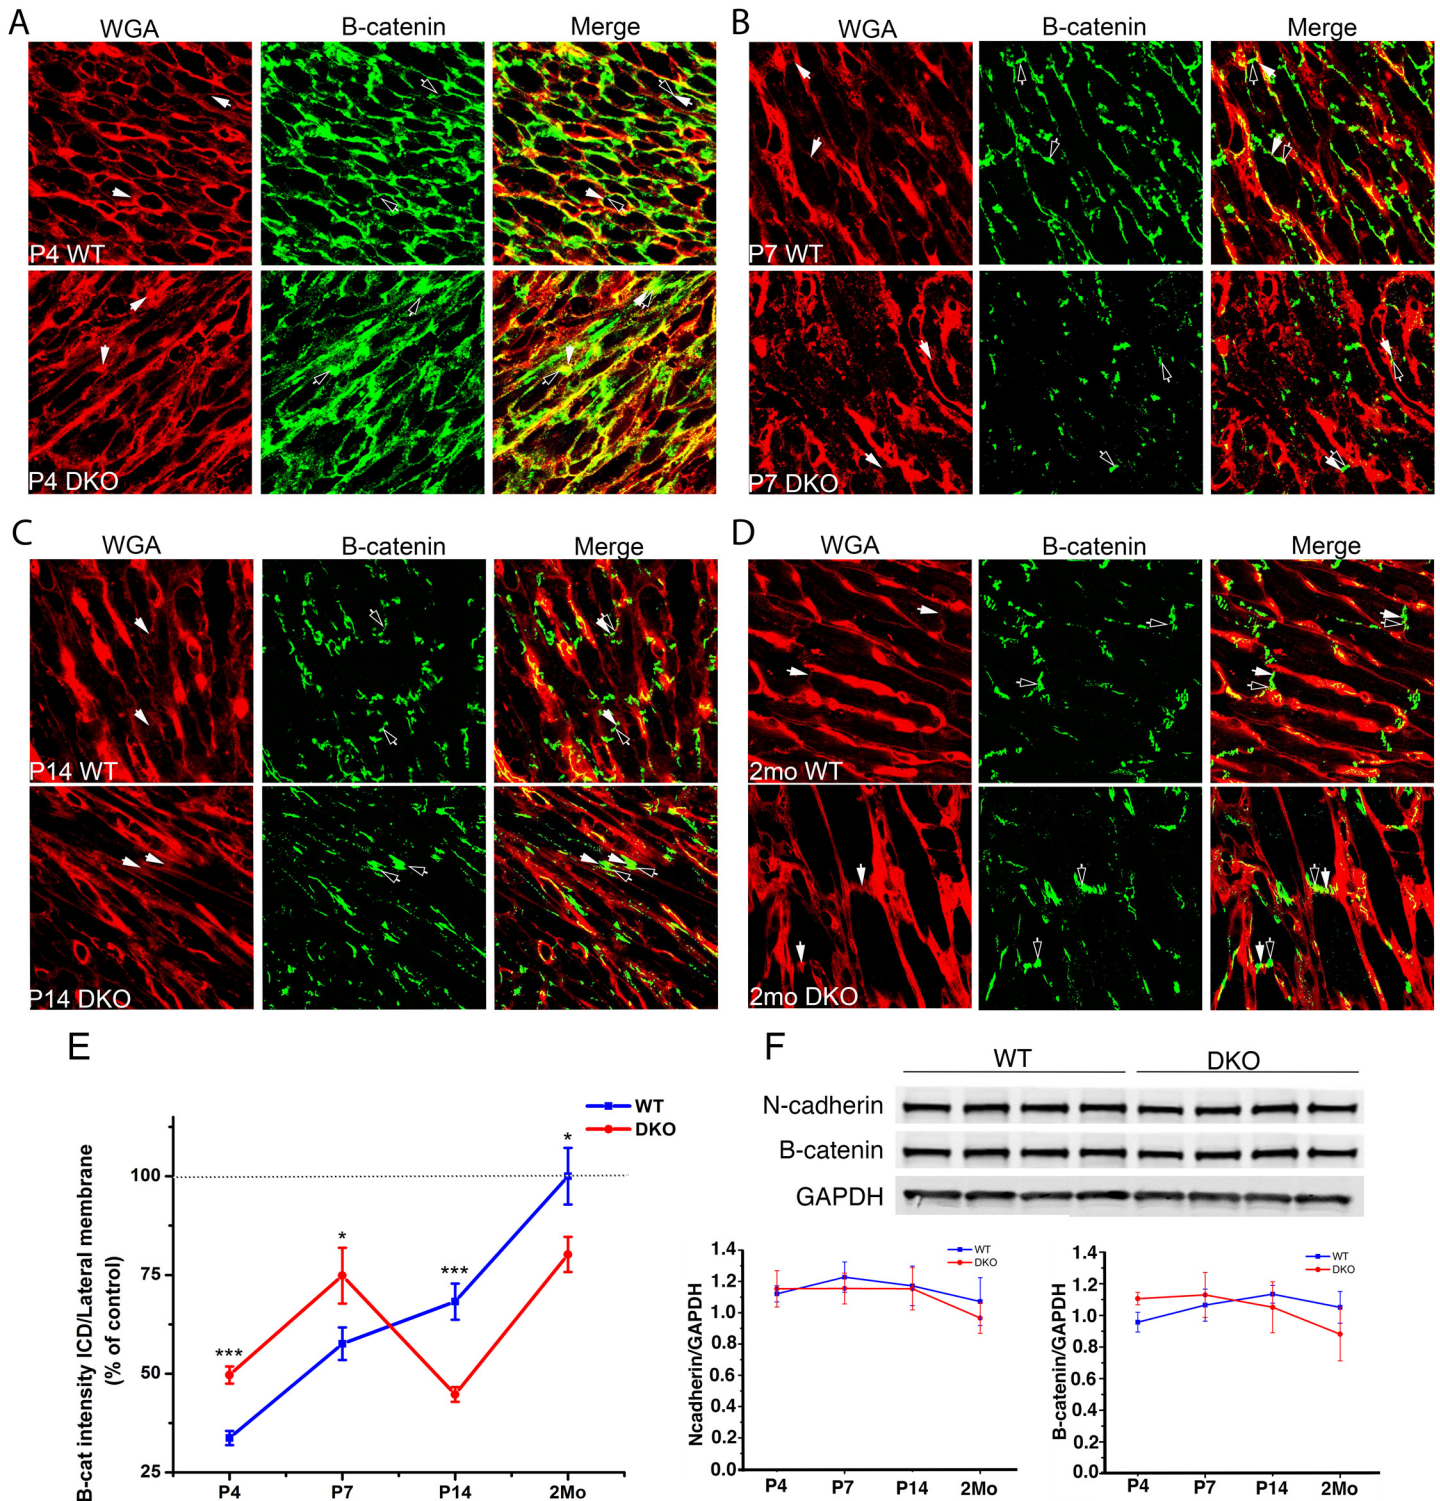 A
WGA B-catenin Merge
P4 WT
P4 DKO
B
WGA B-catenin Merge
P7 WT
P7 DKO
C
WGA B-catenin Merge
P14 WT
P14 DKO
D
WGA B-catenin Merge
2mo WT
2mo DKO
E
B-cat intensity ICD/Lateral membrane
(% of control)
WT
DKO
100
75
50
25
***
*
***
*
P4 P7 P14 2Mo
F
WT DKO
N-cadherin
B-catenin
GAPDH
Ncadherin/GAPDH
1.4
1.2
1.0
0.8
0.6
0.4
0.2
0.0
WT
DKO
P4 P7 P14 2Mo
B-catenin/GAPDH
1.4
1.2
1.0
0.8
0.6
0.4
0.2
0.0
WT
DKO
P4 P7 P14 2Mo